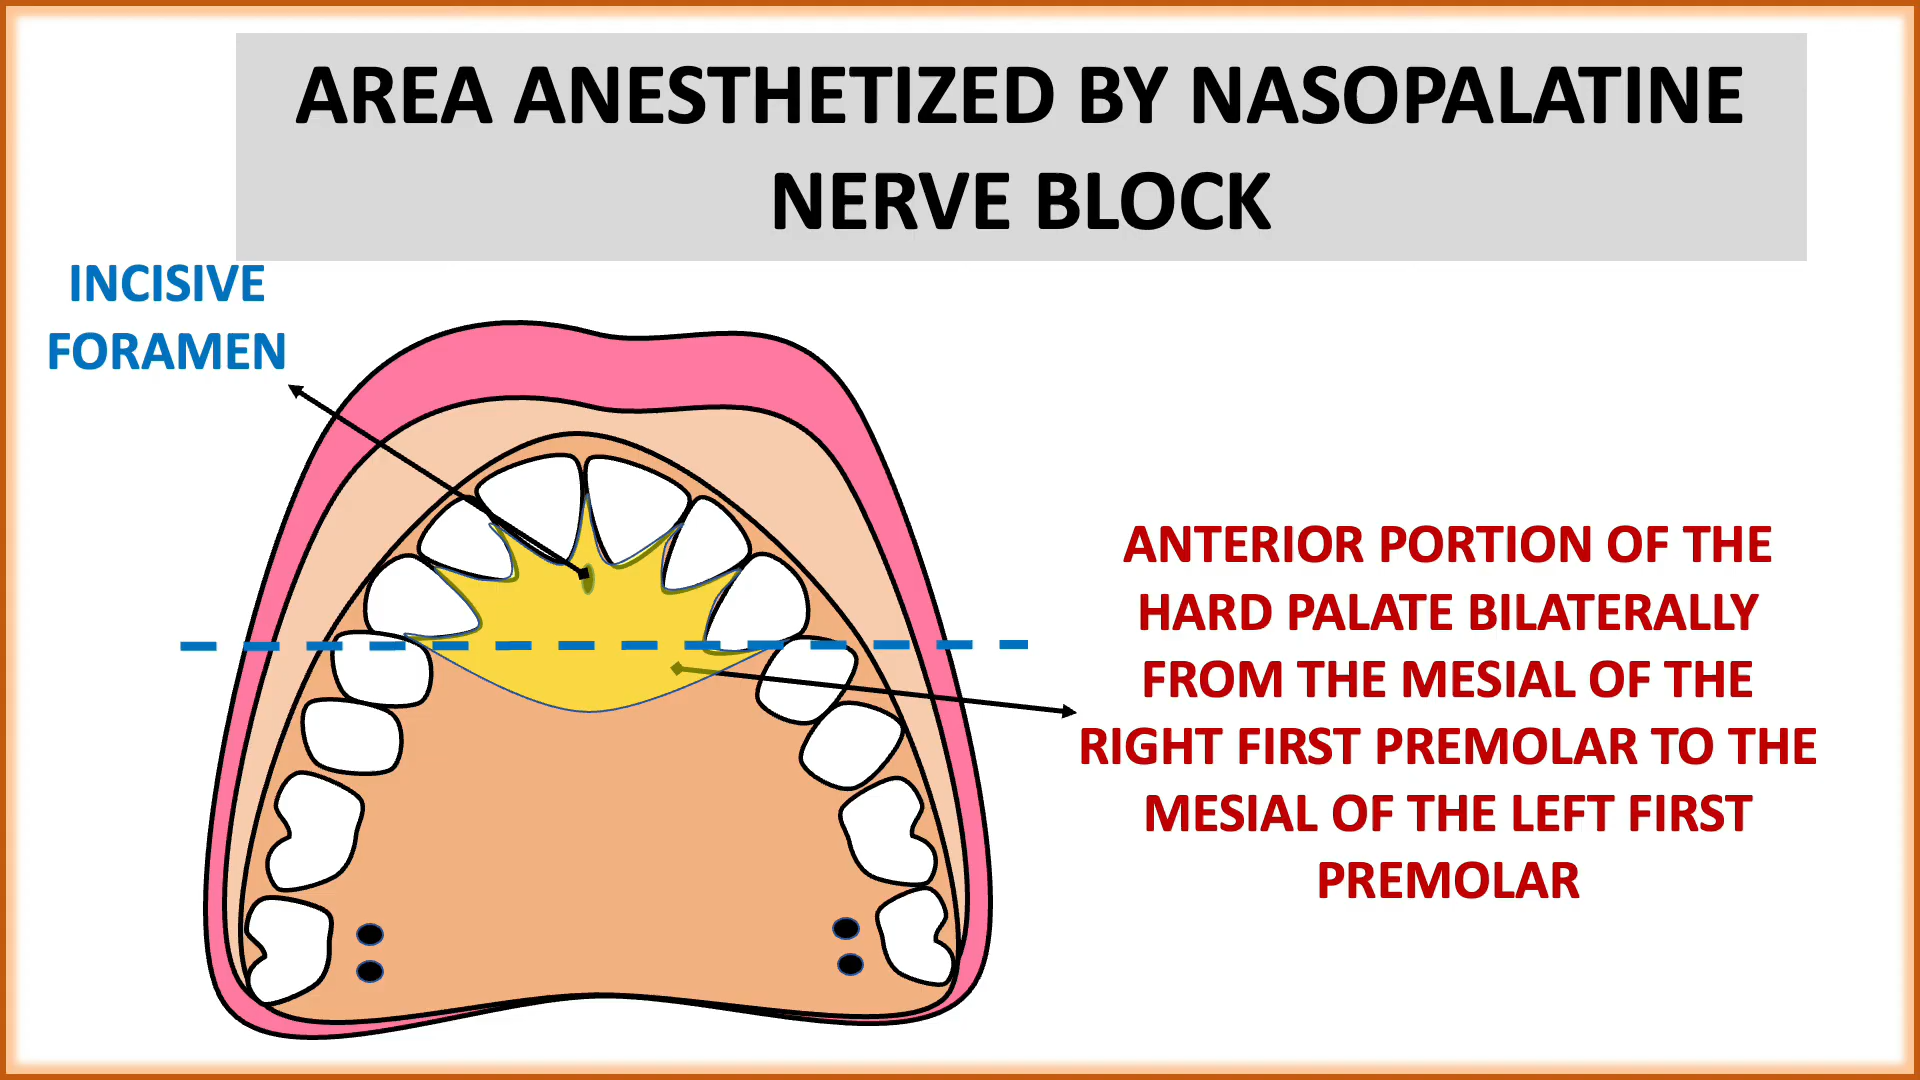 AREA ANESTHETIZED BY NASOPALATINE
NERVE BLOCK
INCISIVE
FORAMEN
ANTERIOR PORTION OF THE
HARD PALATE BILATERALLY
FROM THE MESIAL OF THE
RIGHT FIRST PREMOLAR TO THE
MESIAL OF THE LEFT FIRST
PREMOLAR